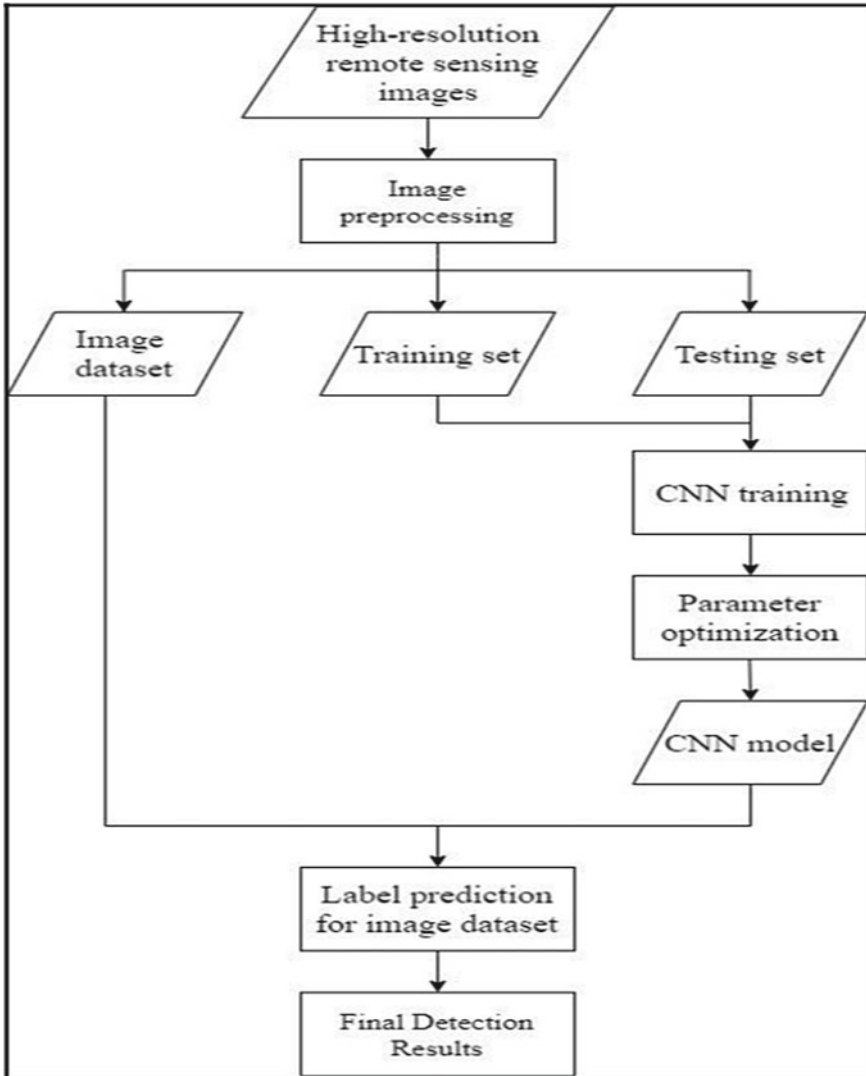 High-resolution
remote sensing
images
Image
preprocessing
Image
dataset
Training set
Testing set
CNN training
Parameter
optimization
CNN model
Label prediction
for image dataset
Final Detection
Results